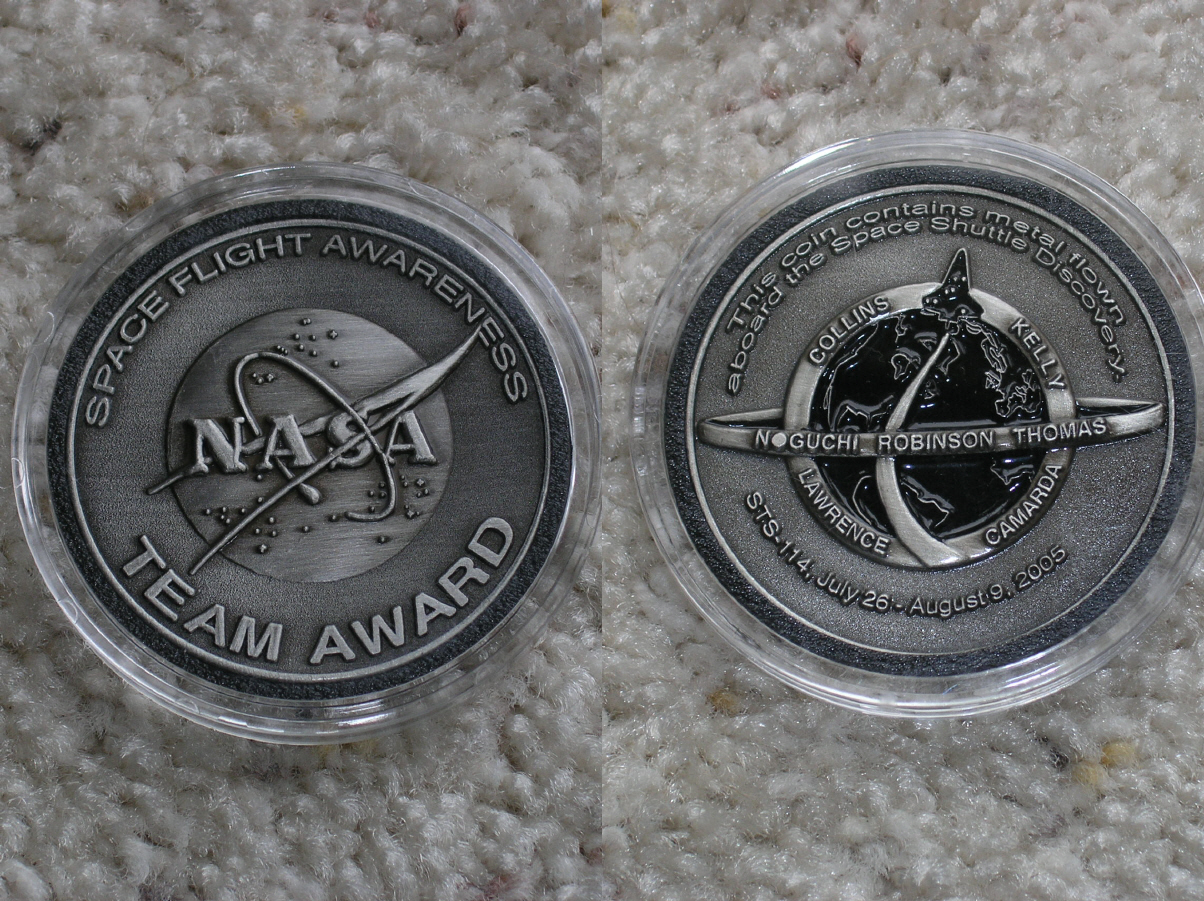 SPACE FLIGHT AWARENESS
NASA
TEAM AWARD
This coin contains metal flown
aboard the Space Shuttle Discovery.
COLLINS
KELLY
NOGUCHI ROBINSON THOMAS
LAWRENCE
CAMARDA
STS-114, July 26 - August 9, 2005